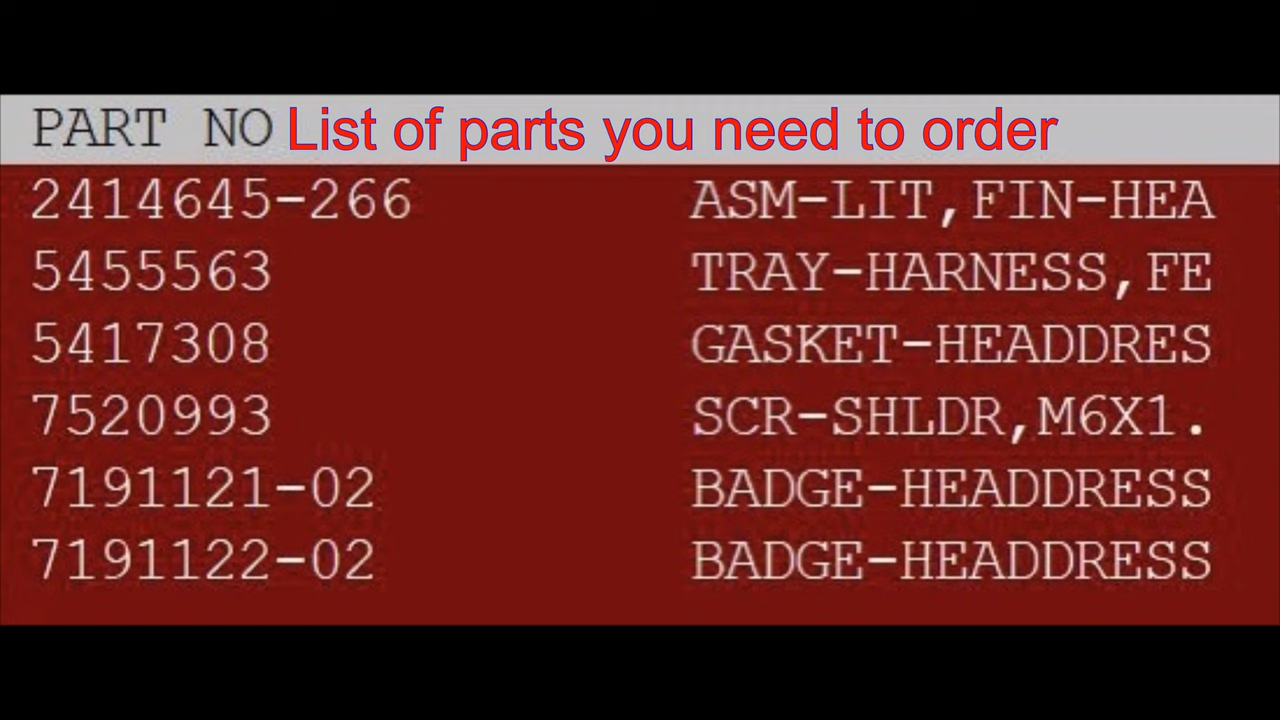 PART NO List of parts you need to order
2414645-266 ASM-LIT,FIN-HEA
5455563 TRAY-HARNESS,FE
5417308 GASKET-HEADDRES
7520993 SCR-SHLDR,M6X1.
7191121-02 BADGE-HEADDRESS
7191122-02 BADGE-HEADDRESS